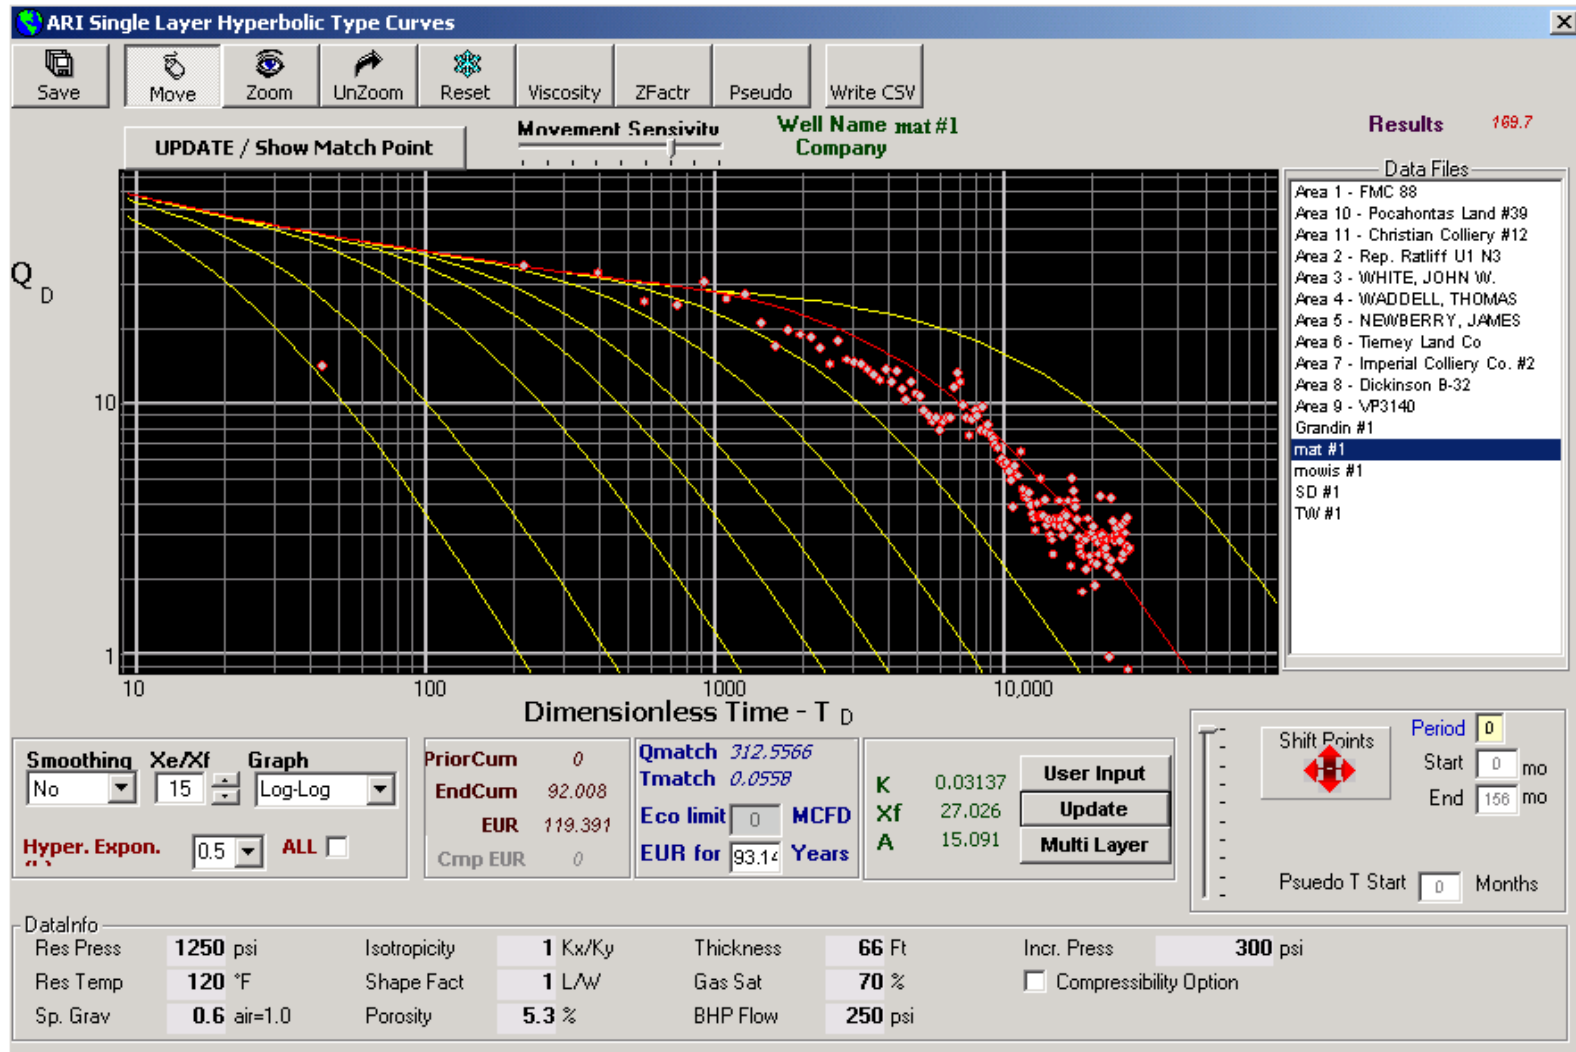 ARI Single Layer Hyperbolic Type Curves
Save Move Zoom UnZoom Reset Viscosity ZFactr Pseudo Write CSV
UPDATE / Show Match Point
Movement Sensivitu
Well Name mat #1
Company
Results 169.7
Data Files
Area 1 - FMC 88
Area 10 - Pocahontas Land #39
Area 11 - Christian Colliery #12
Area 2 - Rep. Ratliff U1 N3
Area 3 - WHITE, JOHN W.
Area 4 - WADDELL, THOMAS
Area 5 - NEWBERRY, JAMES
Area 6 - Tierney Land Co
Area 7 - Imperial Colliery Co. #2
Area 8 - Dickinson B-32
Area 9 - VP3140
Grandin #1
mat #1
mowis #1
SD #1
TW #1
Q D
10
1
10 100 1000 10,000
Dimensionless Time - T D
Smoothing Xe/Xf Graph
No 15 Log-Log
Hyper. Expon. 0.5 ALL
PriorCum 0
EndCum 92.008
EUR 119.391
Cmp EUR 0
Qmatch 312.5566
Tmatch 0.0558
Eco limit 0 MCFD
EUR for 93.14 Years
K 0.03137
Xf 27.026
A 15.091
User Input
Update
Multi Layer
Shift Points
Period 0
Start 0 mo
End 156 mo
Psuedo T Start 0 Months
DataInfo
Res Press 1250 psi Isotropicity 1 Kx/Ky Thickness 66 Ft Incr. Press 300 psi
Res Temp 120 °F Shape Fact 1 L/W Gas Sat 70 % Compressibility Option
Sp. Grav 0.6 air=1.0 Porosity 5.3 % BHP Flow 250 psi